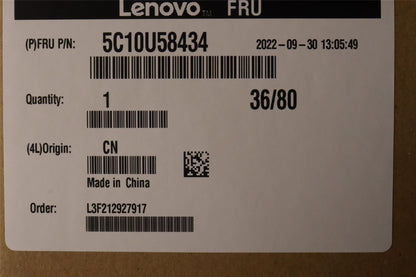 Lenovo™ FRU
(P)FRU P/N: 5C10U58434 2022-09-30 13:05:49
Quantity: 1 36/80
(4L)Origin: CN
Made in China
Order: L3F212927917